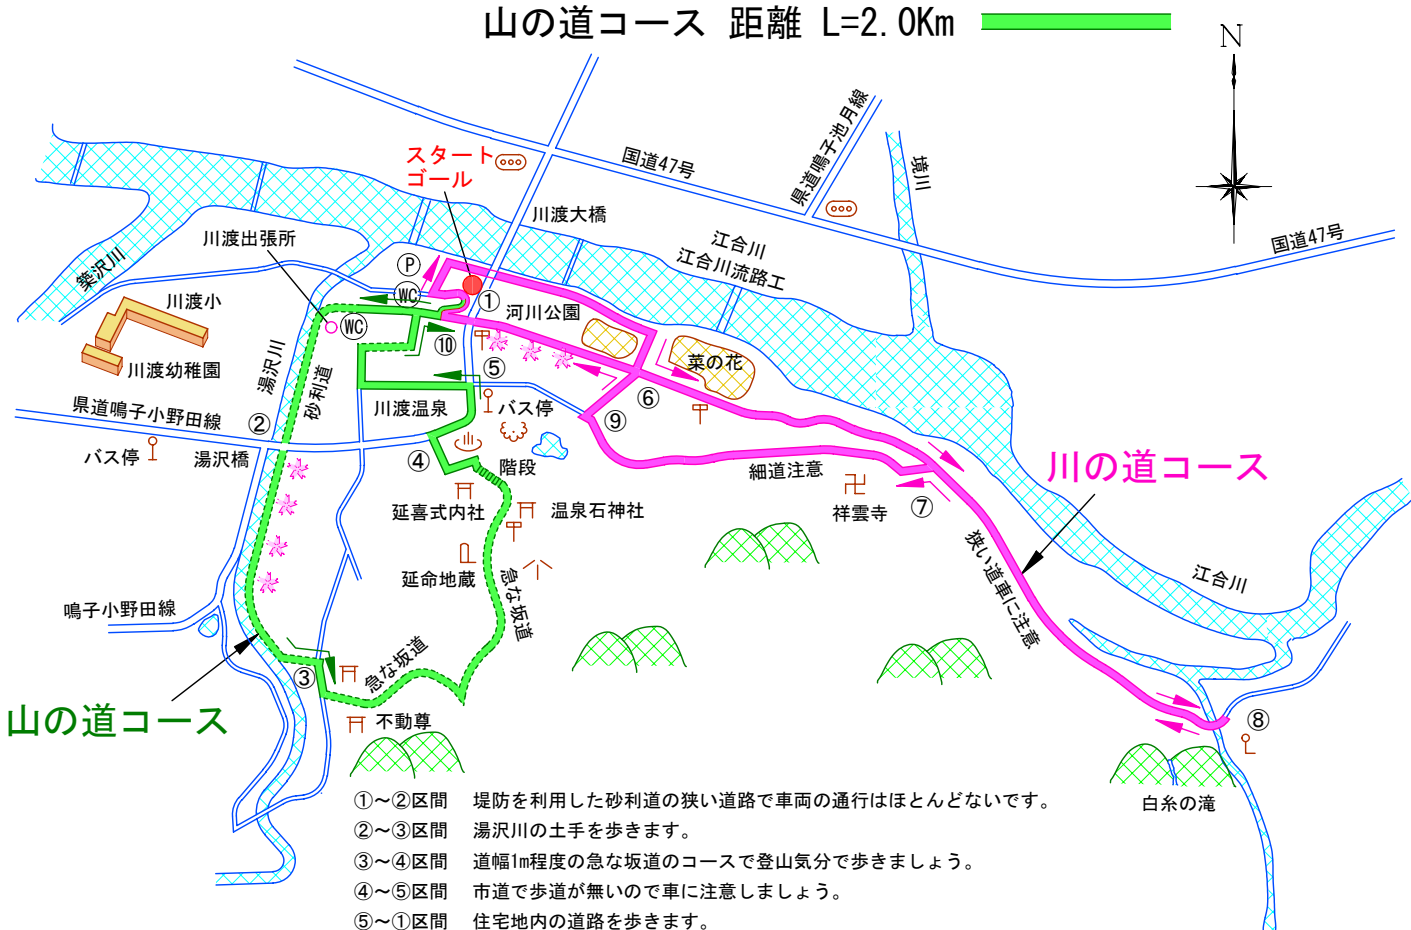 山の道コース 距離 L=2.0Km
N
県道鳴子池月線
国道47号
境川
スタート
ゴール
川渡大橋
川渡出張所
江合川
江合川流路工
国道47号
築沢川
P
WC
①
川渡小
河川公園
WC
⑩
川渡幼稚園
湯沢川
砂利道
⑤
菜の花
県道鳴子小野田線
②
川渡温泉
バス停
⑥
⑨
バス停
湯沢橋
④
階段
細道注意
川の道コース
延喜式内社
温泉石神社
祥雲寺
⑦
延命地蔵
急な坂道
狭い道車に注意
江合川
鳴子小野田線
③
急な坂道
山の道コース
不動尊
⑧
白糸の滝
①～②区間 堤防を利用した砂利道の狭い道路で車両の通行はほとんどないです。
②～③区間 湯沢川の土手を歩きます。
③～④区間 道幅1m程度の急な坂道のコースで登山気分で歩きましょう。
④～⑤区間 市道で歩道が無いので車に注意しましょう。
⑤～①区間 住宅地内の道路を歩きます。